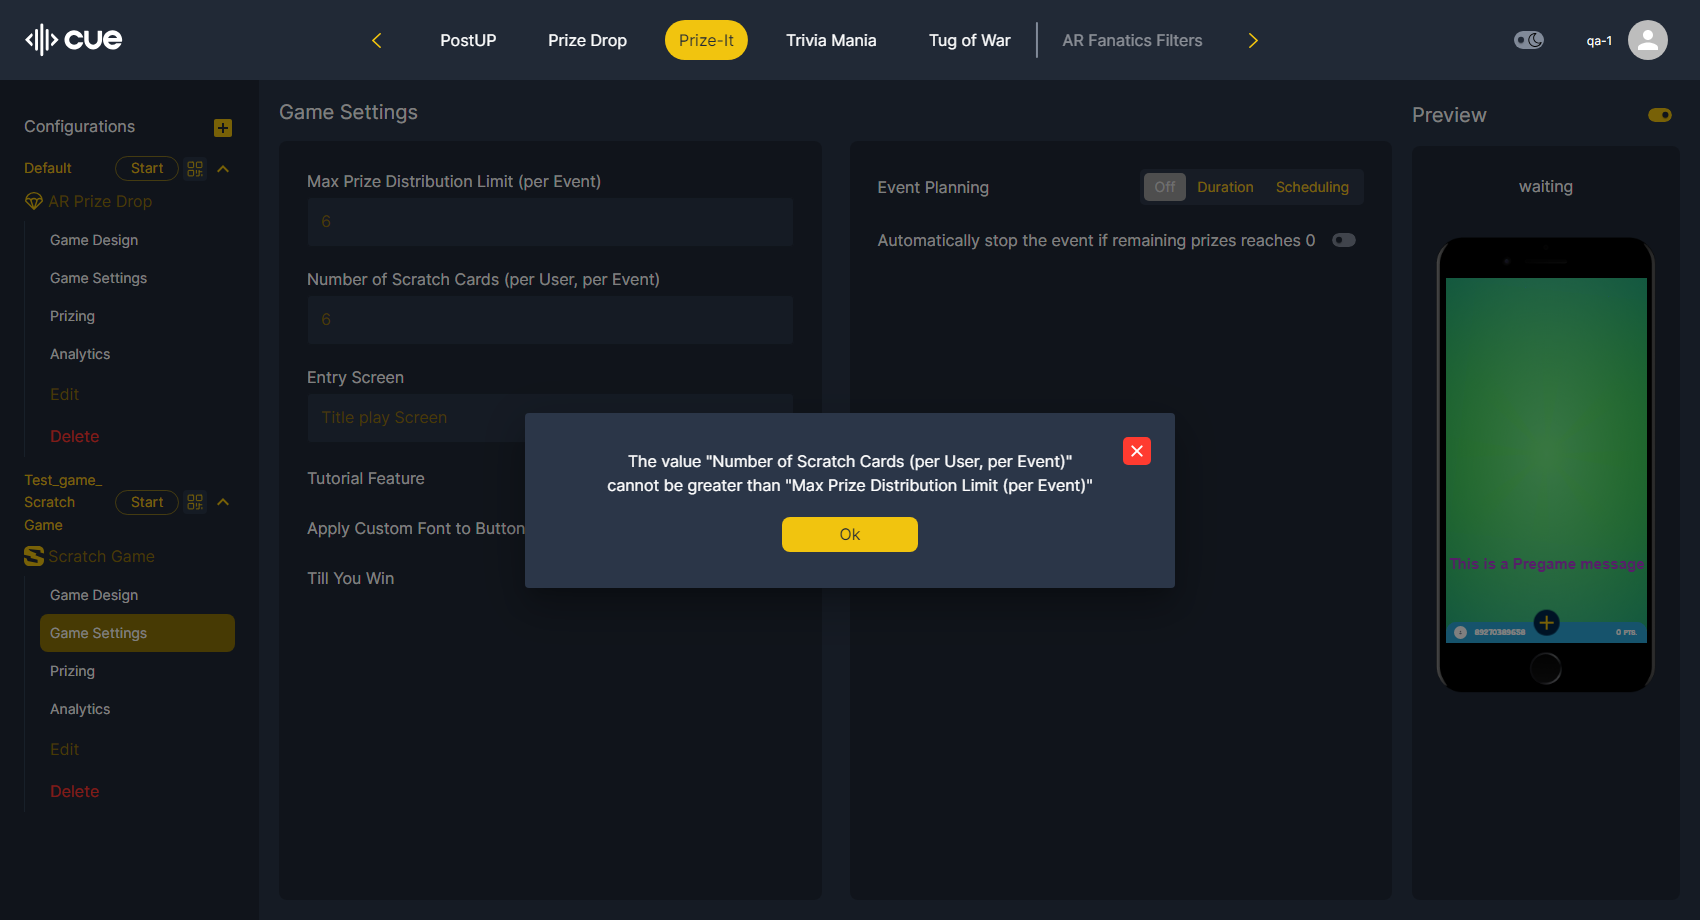 cue
PostUP
Prize Drop
Prize-It
Trivia Mania
Tug of War
AR Fanatics Filters
qa-1
Configurations
Default
Start
AR Prize Drop
Game Design
Game Settings
Prizing
Analytics
Edit
Delete
Test_game_
Scratch
Game
Start
Scratch Game
Game Design
Game Settings
Prizing
Analytics
Edit
Delete
Game Settings
Max Prize Distribution Limit (per Event)
6
Number of Scratch Cards (per User, per Event)
6
Entry Screen
Title play Screen
Tutorial Feature
Apply Custom Font to Button
Till You Win
Event Planning
Off
Duration
Scheduling
Automatically stop the event if remaining prizes reaches 0
The value "Number of Scratch Cards (per User, per Event)"
cannot be greater than "Max Prize Distribution Limit (per Event)"
Ok
Preview
waiting
This is a Pregame message
89270389658
0 PTS.